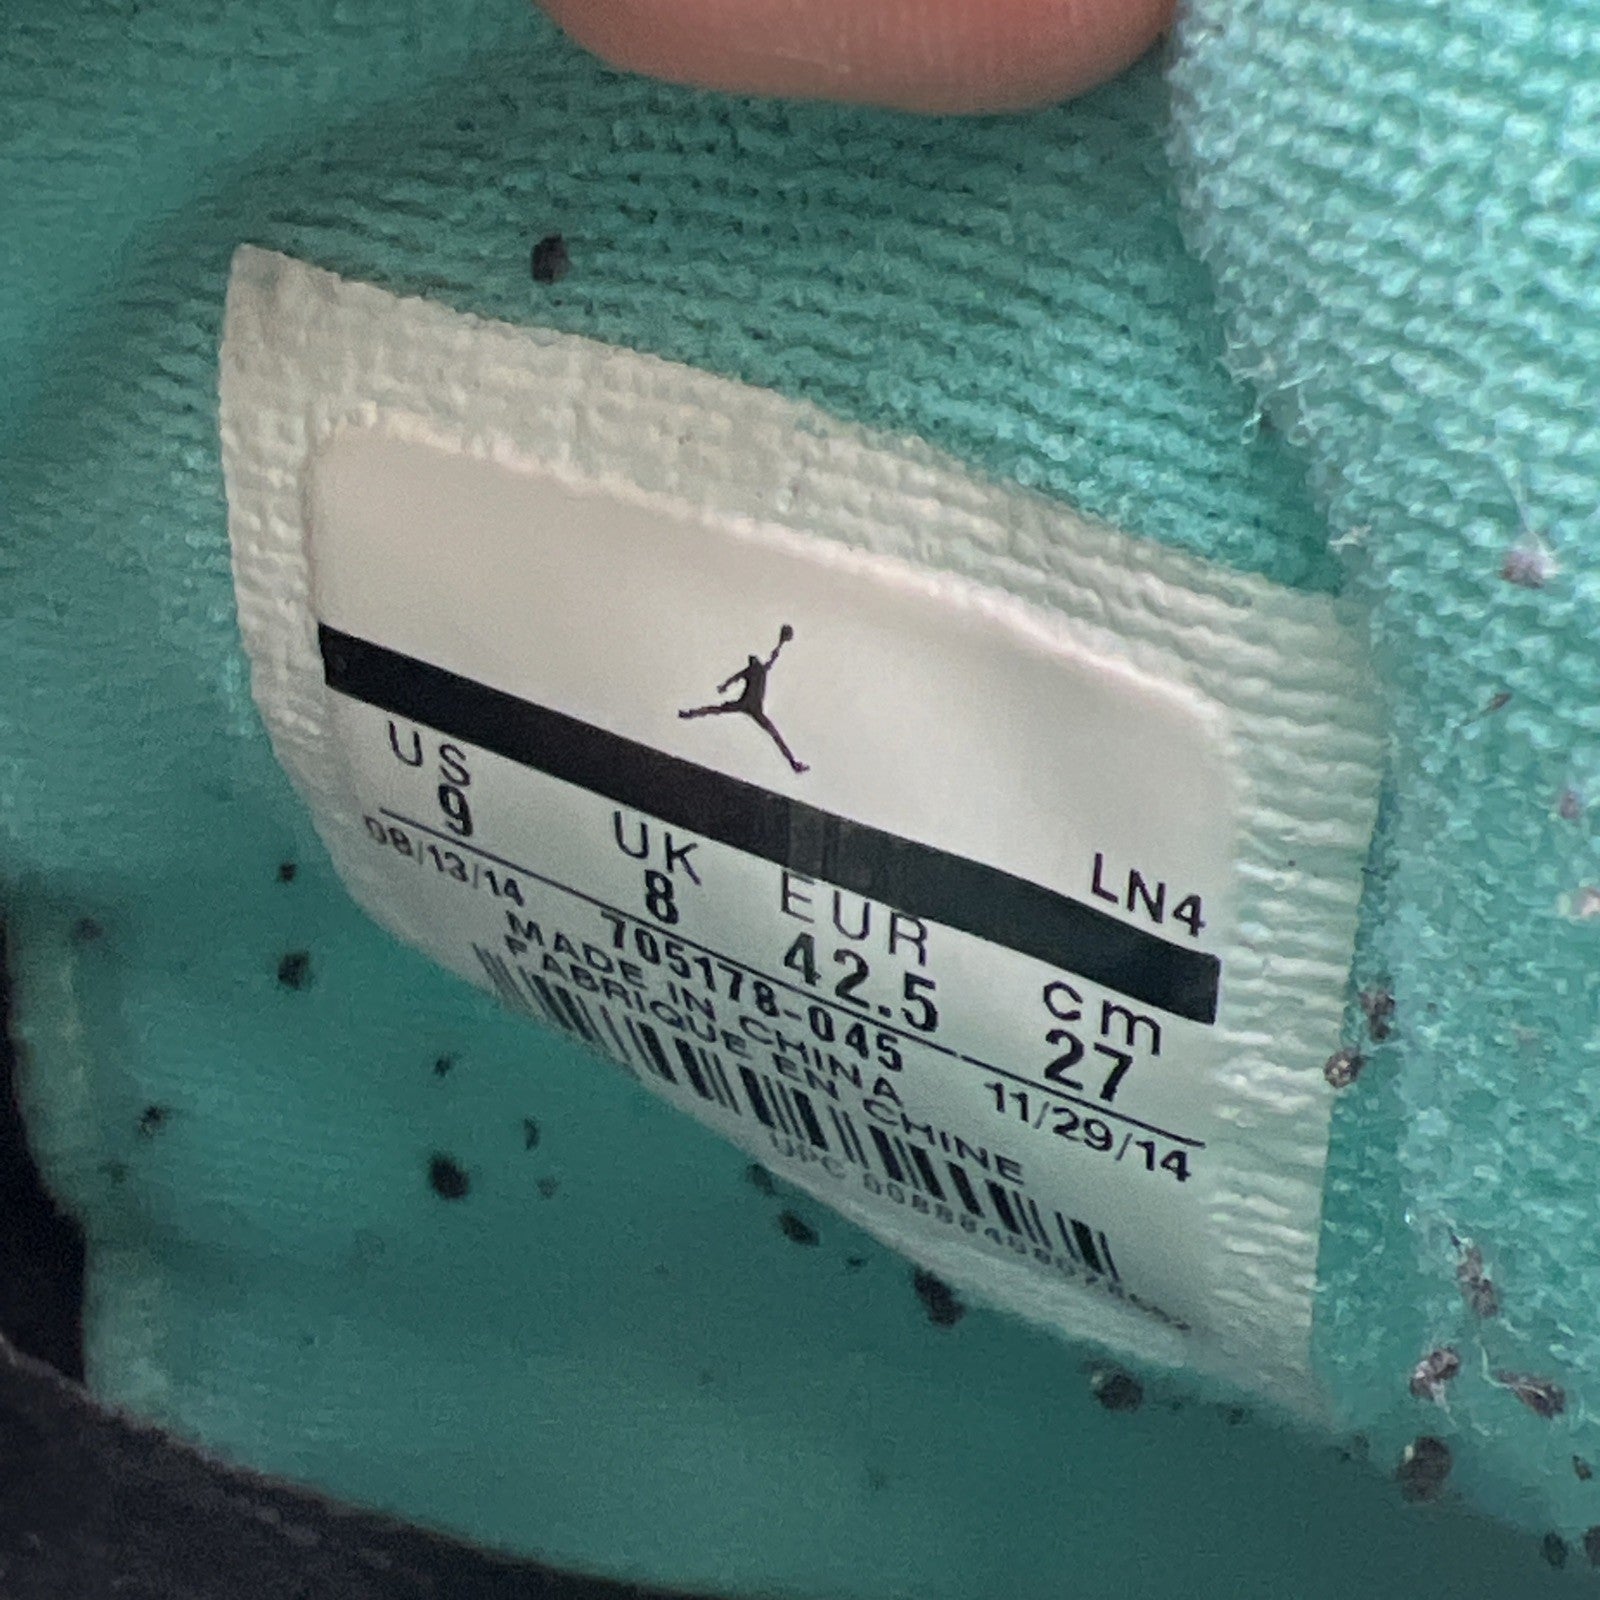 LN4
US UK EUR cm
9 8 42.5 27
08/13/14 705178-045 11/29/14
MADE IN CHINA
FABRIQUE EN CHINE
UPC